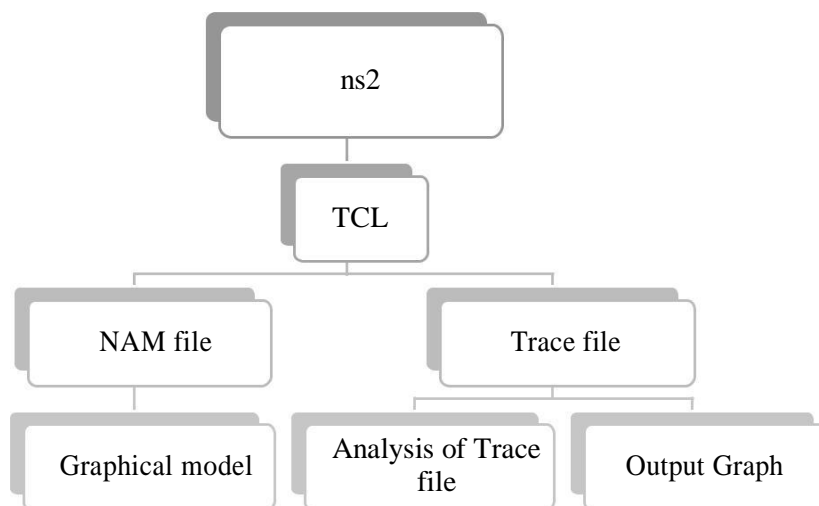 ns2
TCL
NAM file
Trace file
Graphical model
Analysis of Trace
file
Output Graph